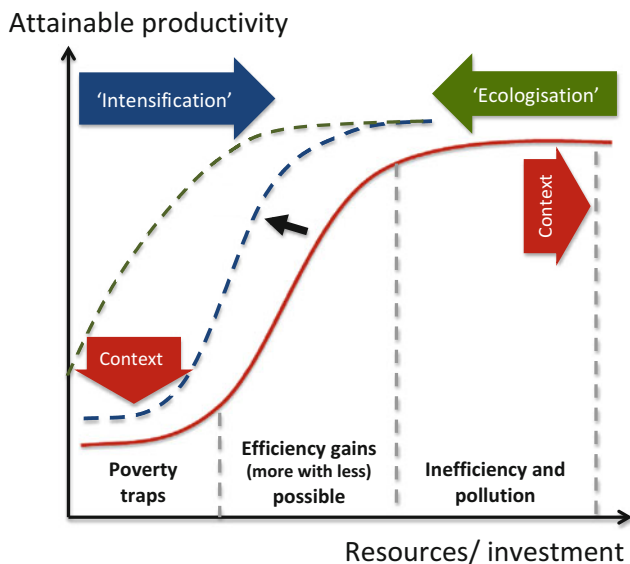 Attainable productivity
‘Intensification’
‘Ecologisation’
Context
Context
Poverty
traps
Efficiency gains
(more with less)
possible
Inefficiency and
pollution
Resources/ investment